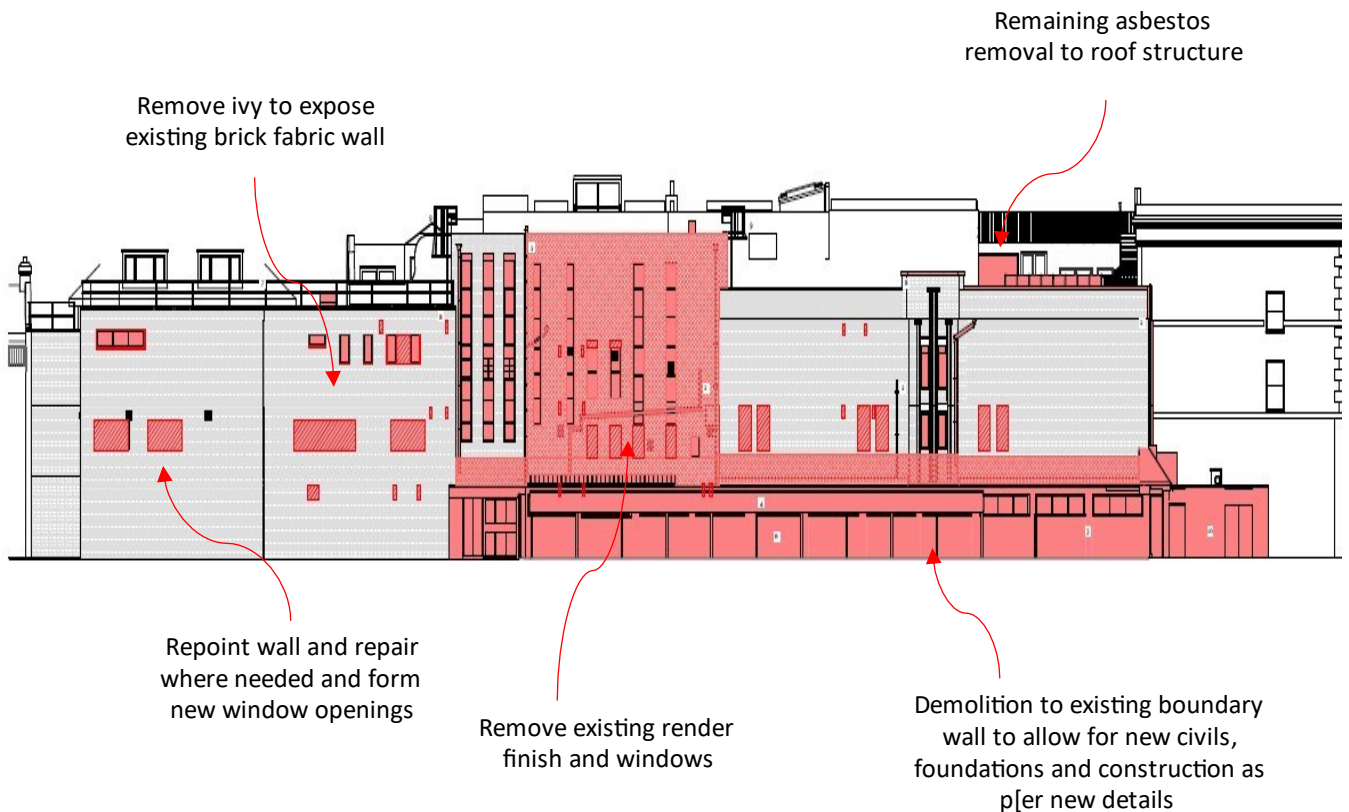 Remaining asbestos
removal to roof structure
Remove ivy to expose
existing brick fabric wall
Repoint wall and repair
where needed and form
new window openings
Remove existing render
finish and windows
Demolition to existing boundary
wall to allow for new civils,
foundations and construction as
p[er new details